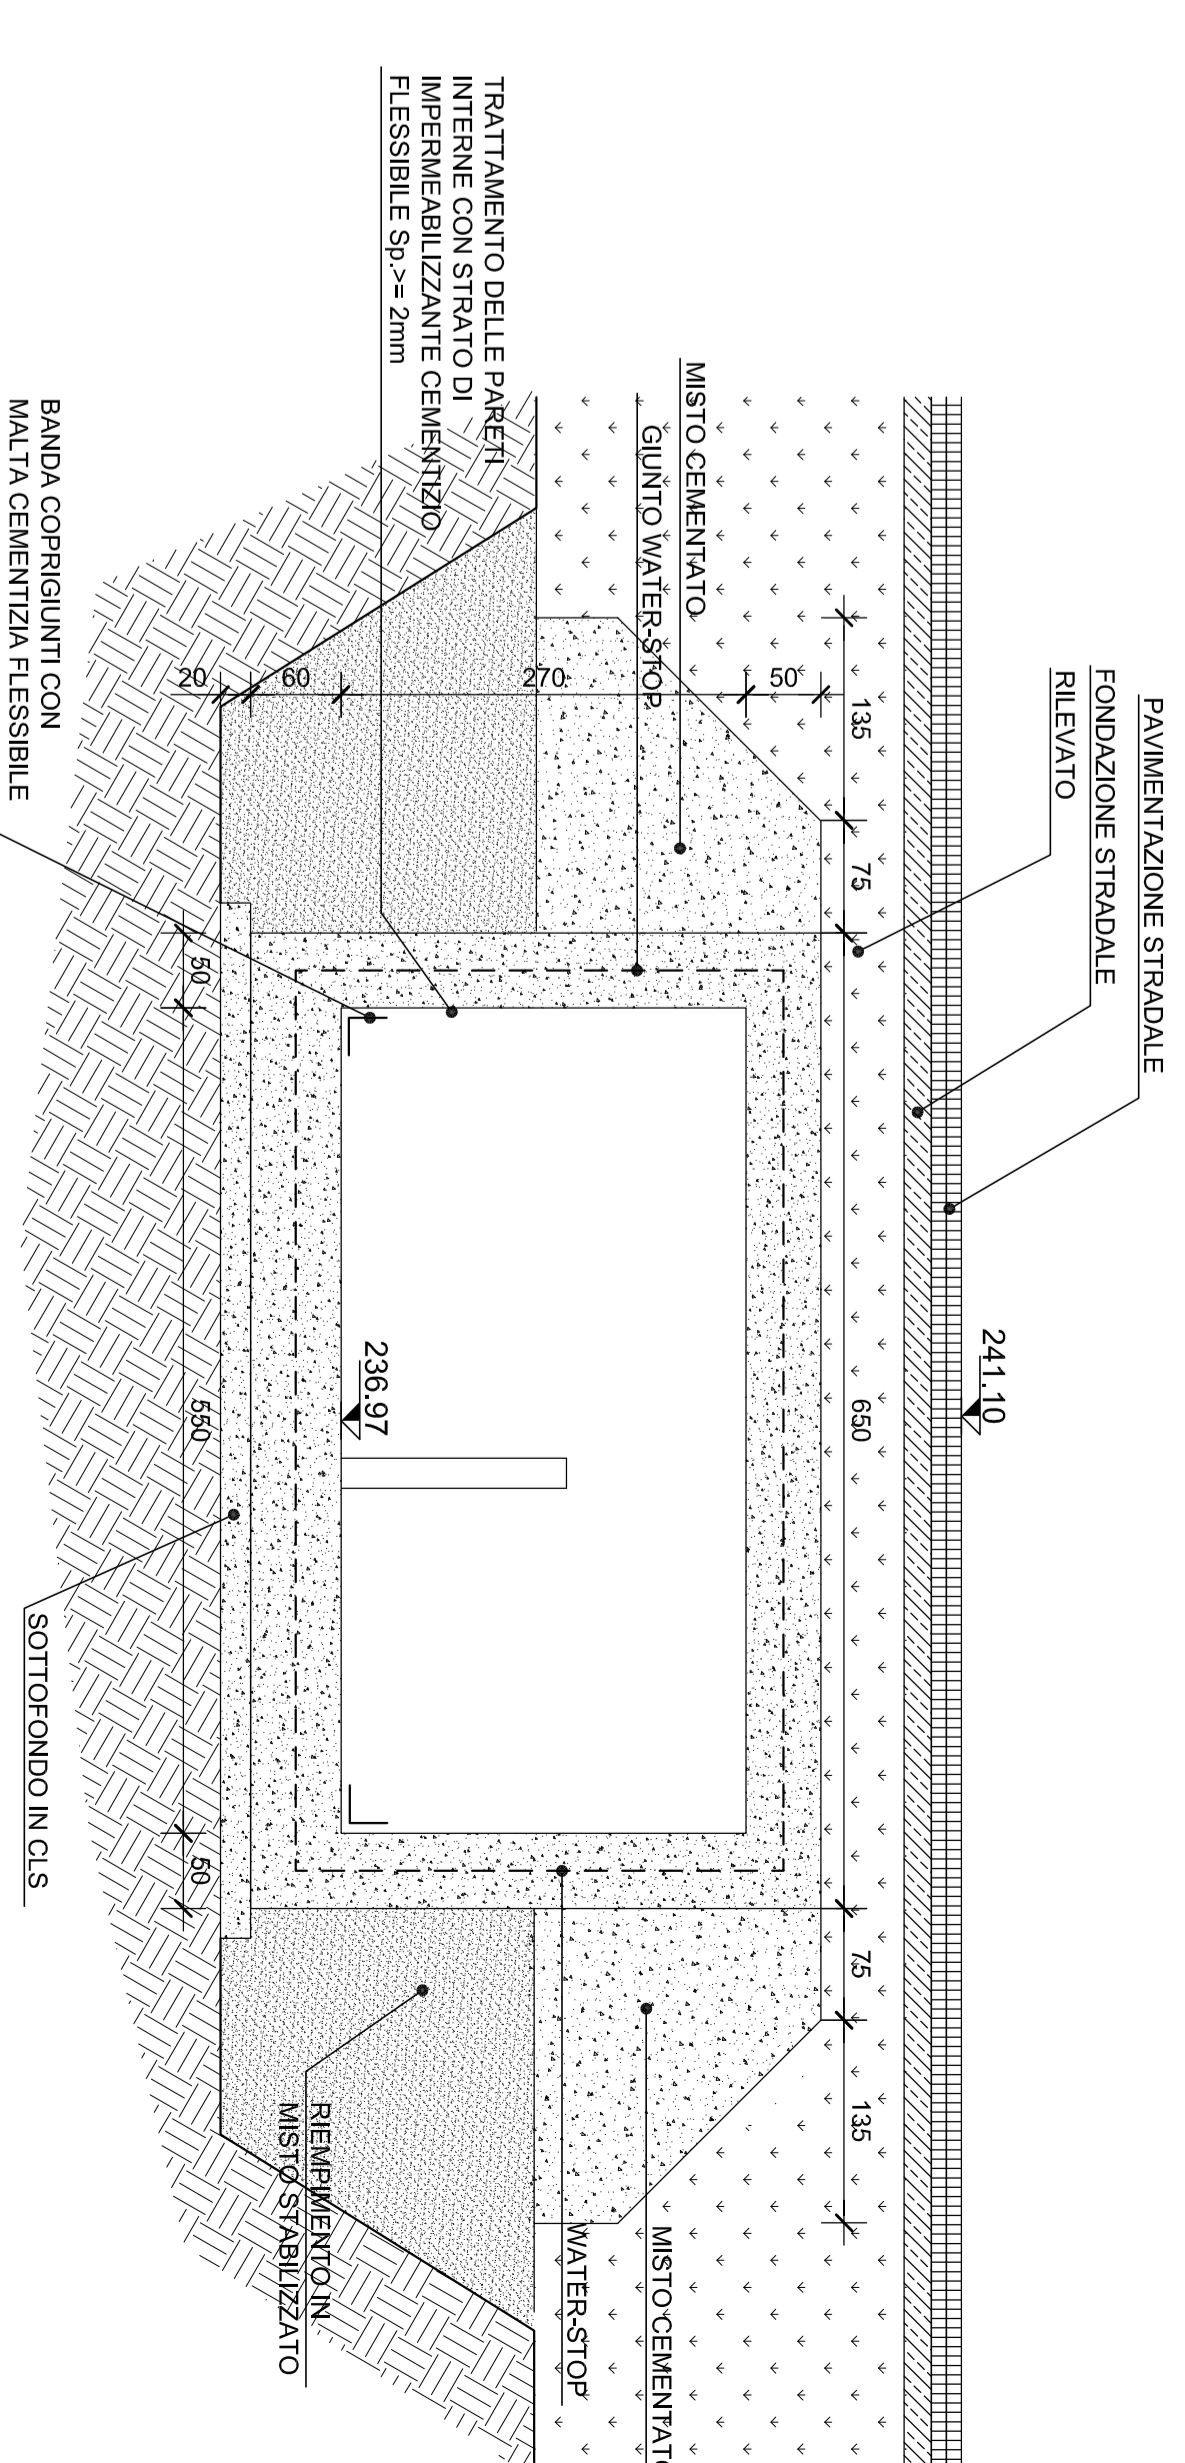 PAVIMENTAZIONE STRADALE
FONDAZIONE STRADALE
RILEVATO
241.10
135
75
650
75
135
MISTO CEMENTATO
GIUNTO WATER-STOP
MISTO CEMENTATO
WATER-STOP
50
270
60
20
TRATTAMENTO DELLE PARETI
INTERNE CON STRATO DI
IMPERMEABILIZZANTE CEMENTIZIO
FLESSIBILE Sp.>= 2mm
236.97
RIEMPIMENTO IN
MISTO STABILIZZATO
50
550
50
BANDA COPRIGIUNTI CON
MALTA CEMENTIZIA FLESSIBILE
SOTTOFONDO IN CLS